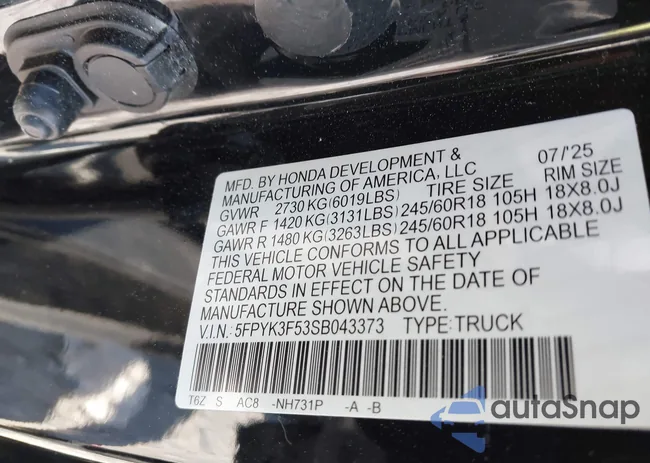 MFD. BY HONDA DEVELOPMENT & 07/'25
MANUFACTURING OF AMERICA, LLC
GVWR 2730 KG(6019LBS) TIRE SIZE RIM SIZE
GAWR F 1420 KG(3131LBS) 245/60R18 105H 18X8.0J
GAWR R 1480 KG(3263LBS) 245/60R18 105H 18X8.0J
THIS VEHICLE CONFORMS TO ALL APPLICABLE
FEDERAL MOTOR VEHICLE SAFETY
STANDARDS IN EFFECT ON THE DATE OF
MANUFACTURE SHOWN ABOVE.
V.I.N.: 5FPYK3F53SB043373 TYPE:TRUCK
T6Z S AC8 -NH731P -A -B
autoSnap